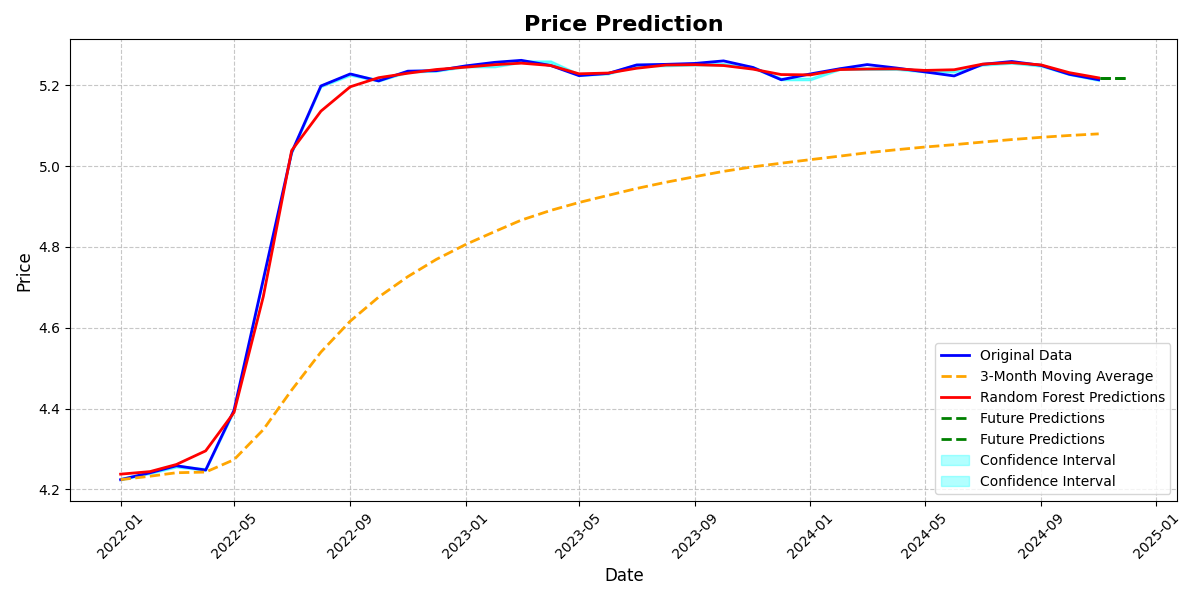 Price Prediction
Price
5.2
5.0
4.8
4.6
4.4
4.2
Original Data
3-Month Moving Average
Random Forest Predictions
Future Predictions
Future Predictions
Confidence Interval
Confidence Interval
2022-01
2022-05
2022-09
2023-01
2023-05
2023-09
2024-01
2024-05
2024-09
2025-01
Date